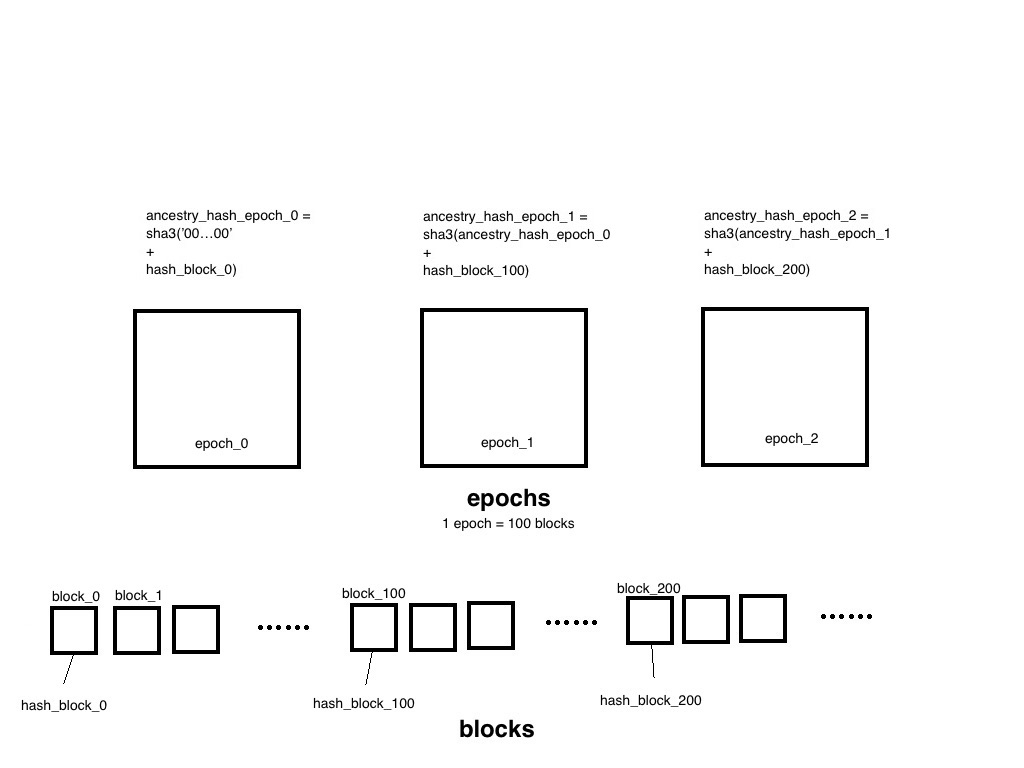 ancestry_hash_epoch_0 =
sha3('00…00'
+
hash_block_0)
ancestry_hash_epoch_1 =
sha3(ancestry_hash_epoch_0
+
hash_block_100)
ancestry_hash_epoch_2 =
sha3(ancestry_hash_epoch_1
+
hash_block_200)
epoch_0
epoch_1
epoch_2
epochs
1 epoch = 100 blocks
block_0
block_1
block_100
block_200
hash_block_0
hash_block_100
hash_block_200
blocks